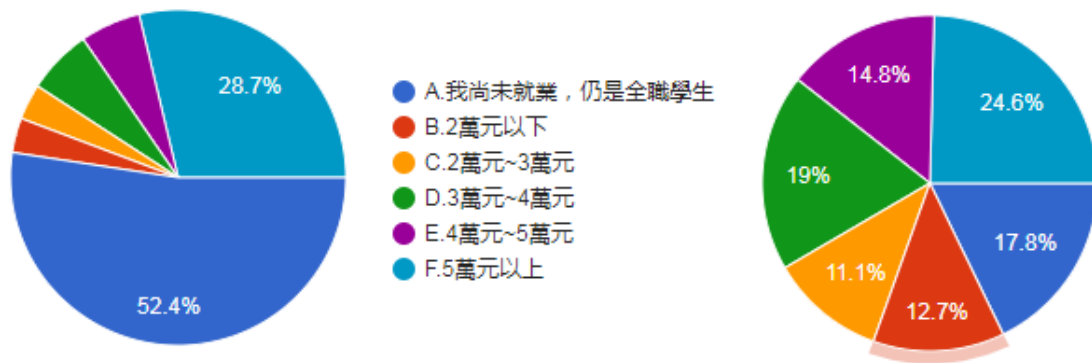 28.7%
52.4%
A.我尚未就業，仍是全職學生
B.2萬元以下
C.2萬元~3萬元
D.3萬元~4萬元
E.4萬元~5萬元
F.5萬元以上
14.8%
24.6%
19%
17.8%
11.1%
12.7%